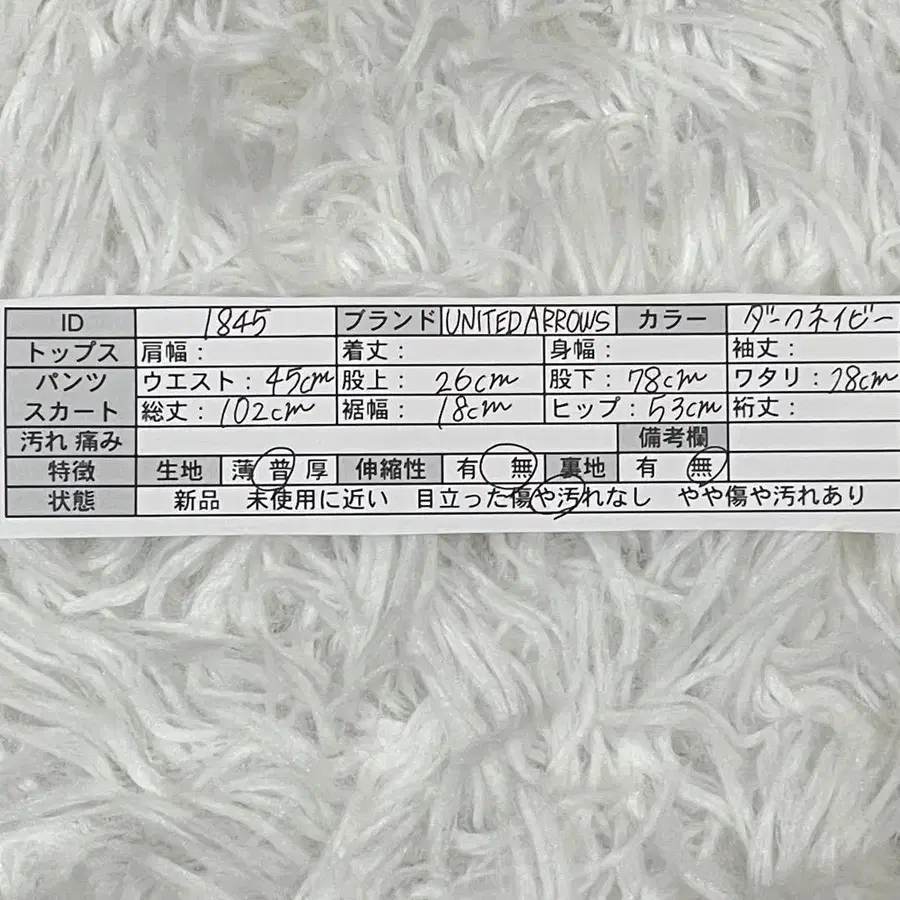 ID 1845 ブランド UNITED ARROWS カラー ダークネイビー
トップス 肩幅： 着丈： 身幅： 袖丈：
パンツ ウエスト：45cm 股上：26cm 股下：78cm ワタリ：28cm
スカート 総丈：102cm 裾幅：18cm ヒップ：53cm 裄丈：
汚れ 痛み 備考欄
特徴 生地 薄 普 厚 伸縮性 有 無 裏地 有 無
状態 新品 未使用に近い 目立った傷や汚れなし やや傷や汚れあり